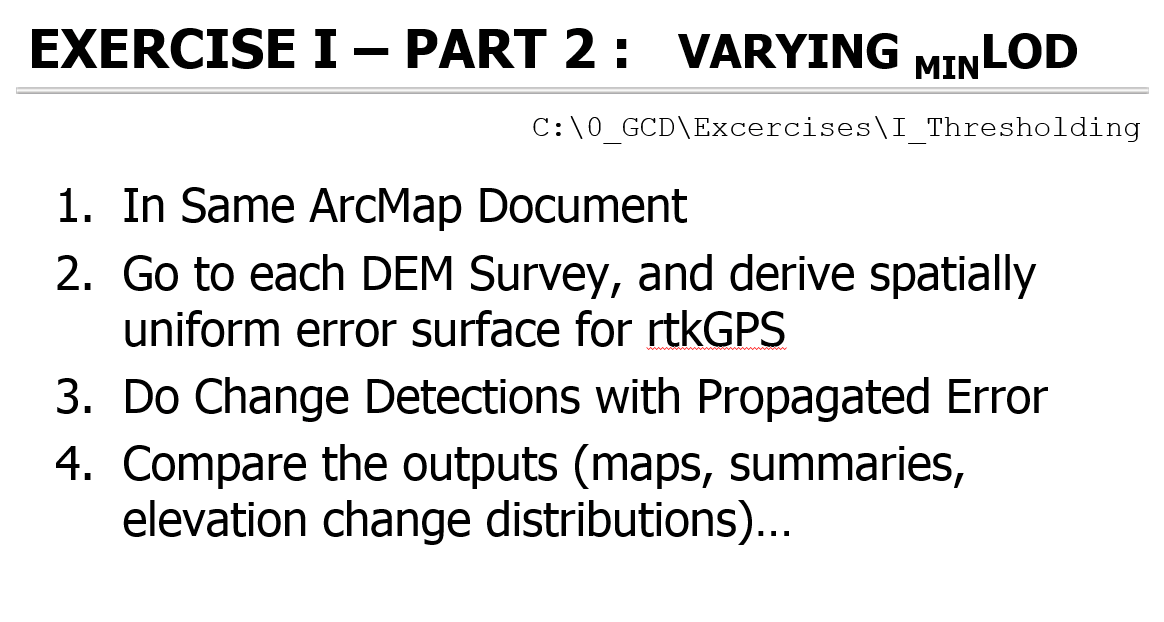 EXERCISE I – PART 2 : VARYING MINLOD
C:\0_GCD\Excercises\I_Thresholding
1. In Same ArcMap Document
2. Go to each DEM Survey, and derive spatially
uniform error surface for rtkGPS
3. Do Change Detections with Propagated Error
4. Compare the outputs (maps, summaries,
elevation change distributions)…